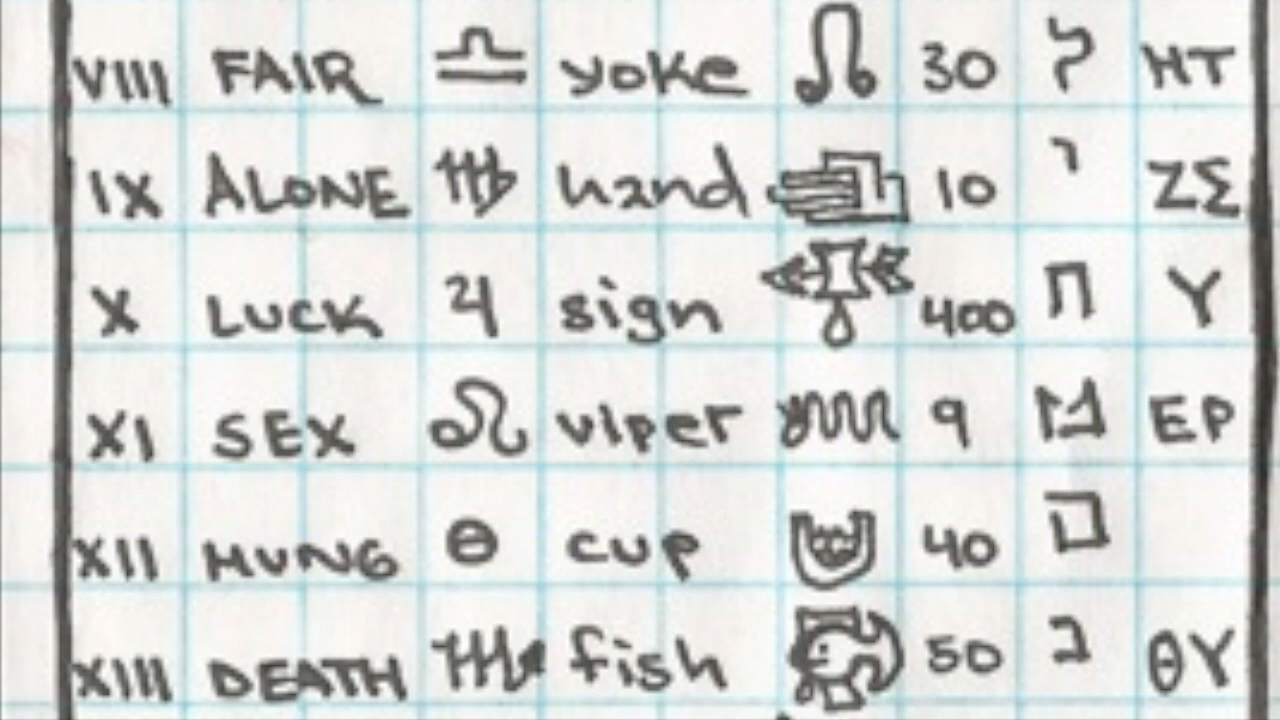 VIII FAIR ♎ yoke 30 ל HT
IX ALONE ♍ hand 10 י ΖΣ
X LUCK ♃ sign 400 ת Y
XI SEX ♌ viper 9 ט EP
XII HUNG ⊖ cup 40 ם
XIII DEATH ♏ fish 50 נ ΘY